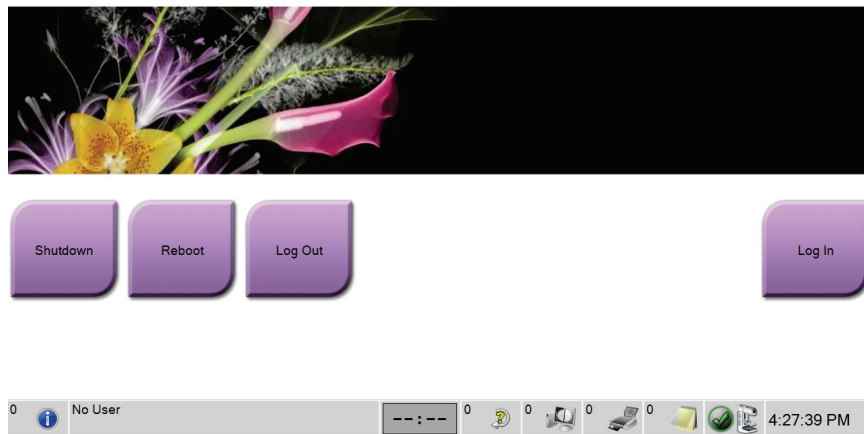 Shutdown
Reboot
Log Out
Log In
0
No User
--:--
0
0
0
0
4:27:39 PM